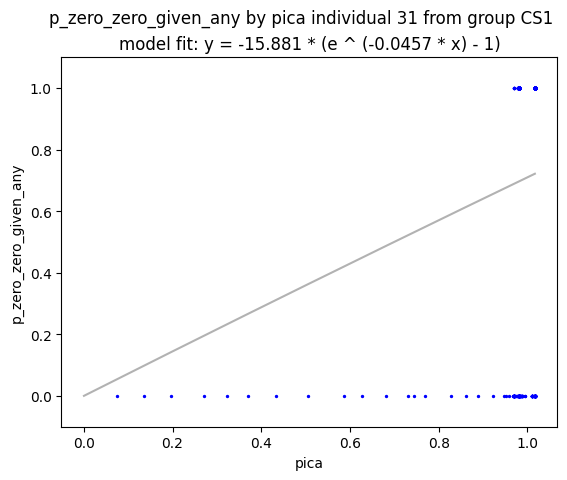 p_zero_zero_given_any by pica individual 31 from group CS1
model fit: y = -15.881 * (e ^ (-0.0457 * x) - 1)
1.0
0.8
0.6
0.4
0.2
0.0
p_zero_zero_given_any
0.0 0.2 0.4 0.6 0.8 1.0
pica